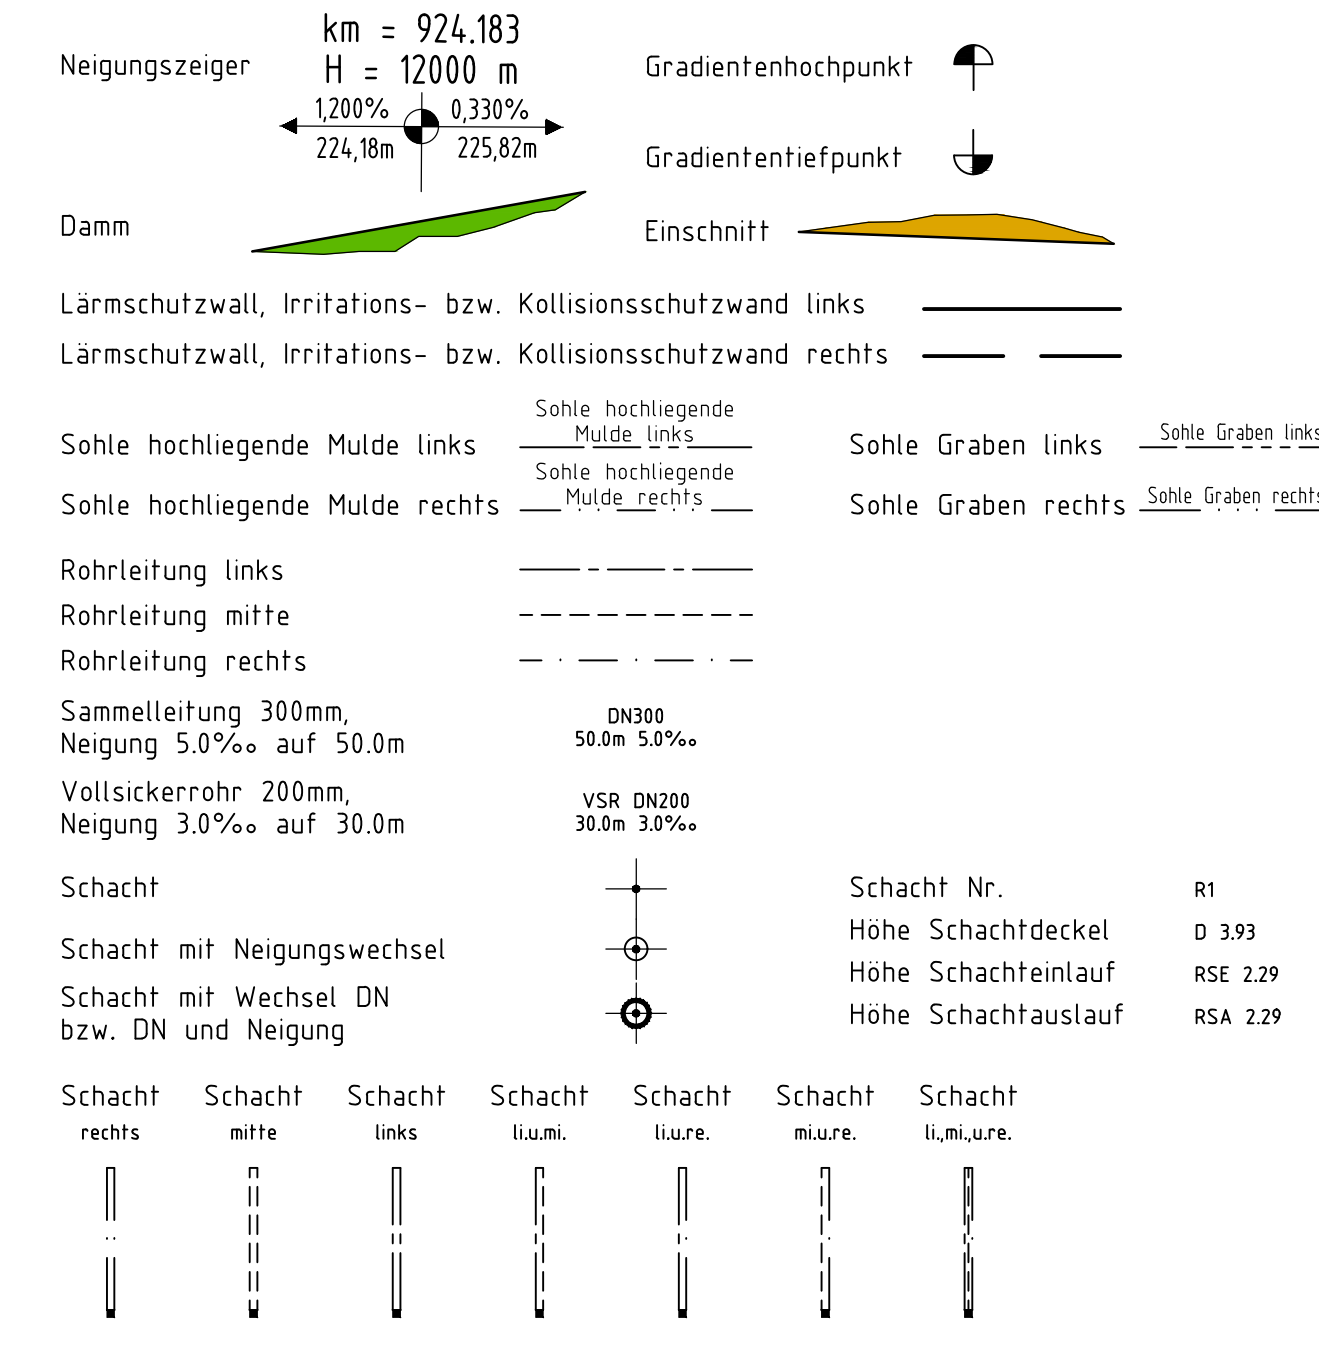 km = 924.183
Neigungszeiger
H = 12000 m
1,200% 0,330%
224,18m 225,82m
Gradientenhochpunkt
Gradiententiefpunkt
Damm
Einschnitt
Lärmschutzwall, Irritations- bzw. Kollisionsschutzwand links
Lärmschutzwall, Irritations- bzw. Kollisionsschutzwand rechts
Sohle hochliegende Mulde links
Sohle hochliegende
Mulde links
Sohle Graben links
Sohle Graben links
Sohle hochliegende Mulde rechts
Sohle hochliegende
Mulde rechts
Sohle Graben rechts
Sohle Graben rechts
Rohrleitung links
Rohrleitung mitte
Rohrleitung rechts
Sammelleitung 300mm,
Neigung 5.0‰ auf 50.0m
DN300
50.0m 5.0‰
Vollsickerrohr 200mm,
Neigung 3.0‰ auf 30.0m
VSR DN200
30.0m 3.0‰
Schacht
Schacht Nr. R1
Höhe Schachtdeckel D 3.93
Schacht mit Neigungswechsel
Höhe Schachteinlauf RSE 2.29
Schacht mit Wechsel DN
bzw. DN und Neigung
Höhe Schachtauslauf RSA 2.29
Schacht Schacht Schacht Schacht Schacht Schacht Schacht
rechts mitte links li.u.mi. li.u.re. mi.u.re. li.,mi.,u.re.